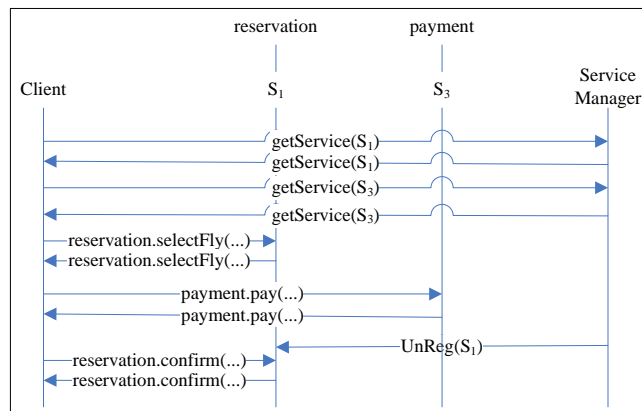 reservation payment
Client S₁ S₃ Service Manager
getService(S₁)
getService(S₁)
getService(S₃)
getService(S₃)
reservation.selectFly(...)
reservation.selectFly(...)
payment.pay(...)
payment.pay(...)
UnReg(S₁)
reservation.confirm(...)
reservation.confirm(...)